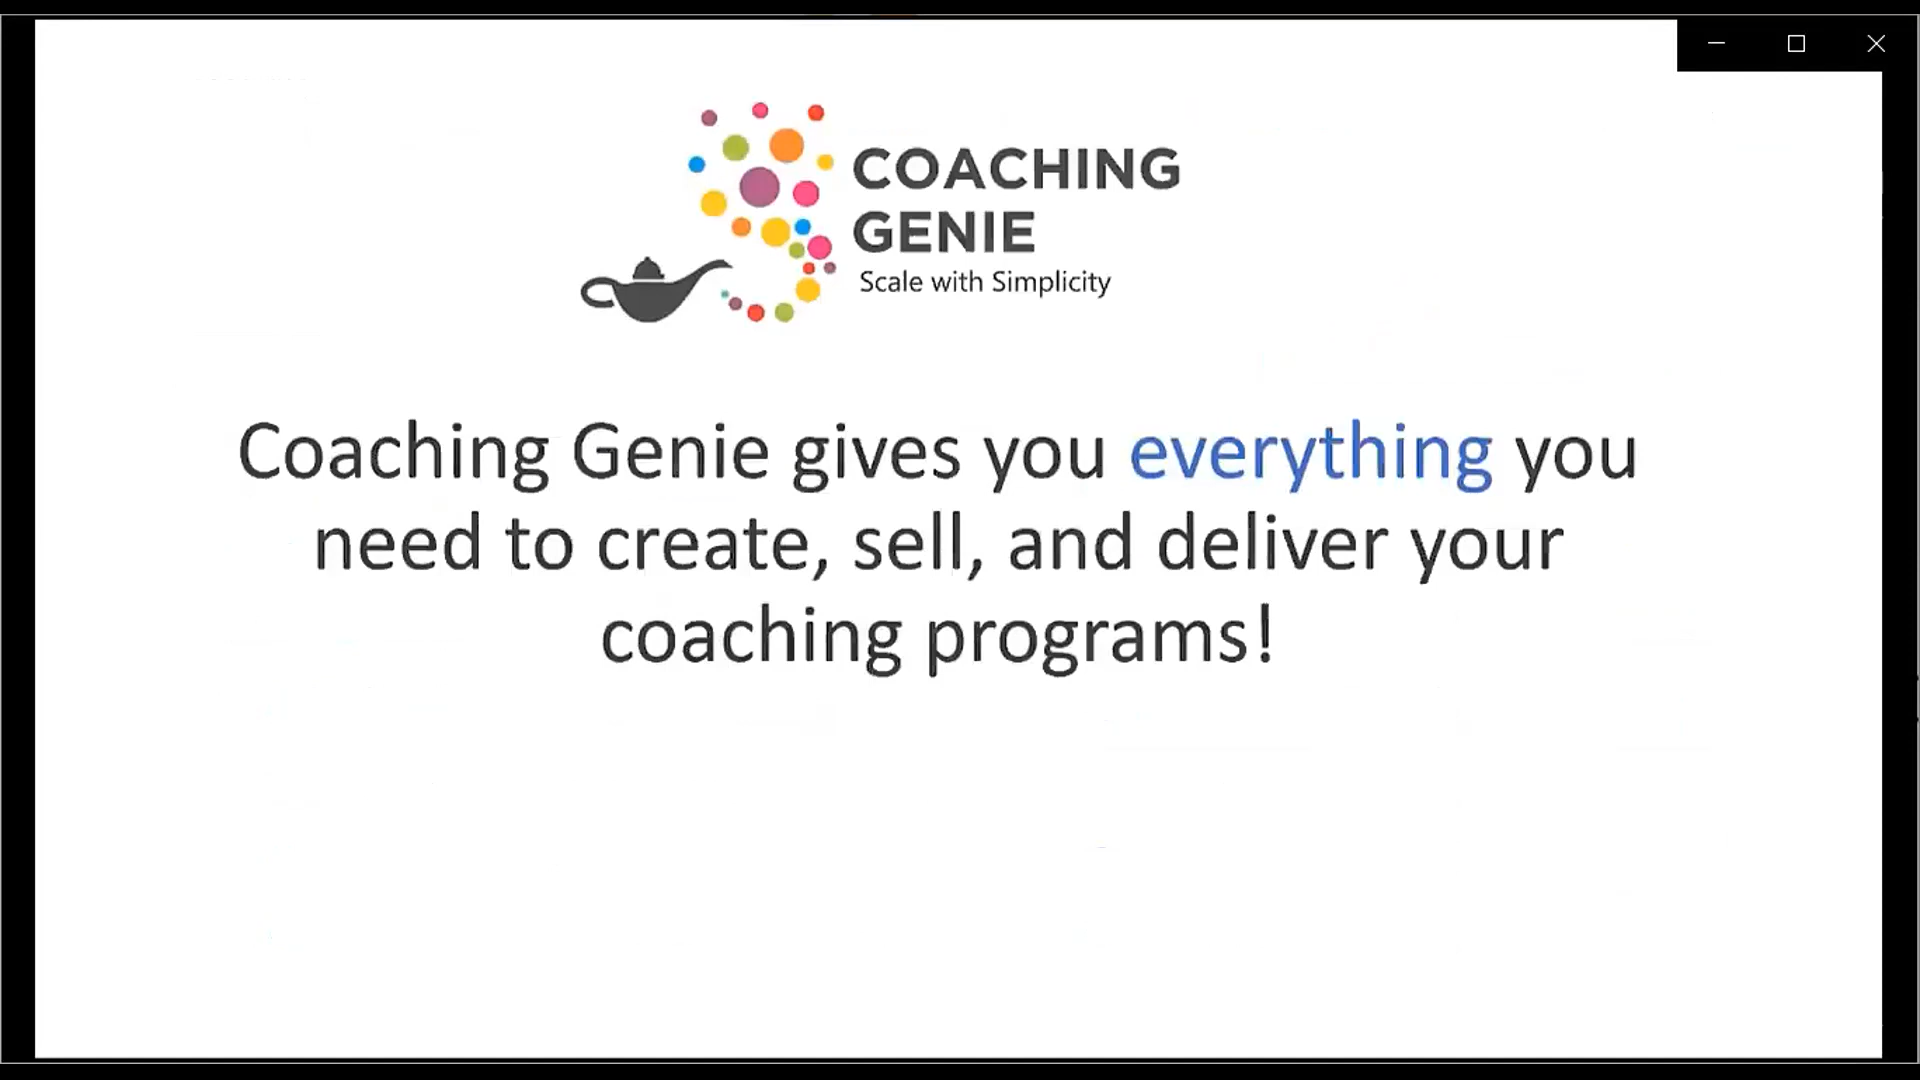 COACHING
GENIE
Scale with Simplicity
Coaching Genie gives you everything you
need to create, sell, and deliver your
coaching programs!